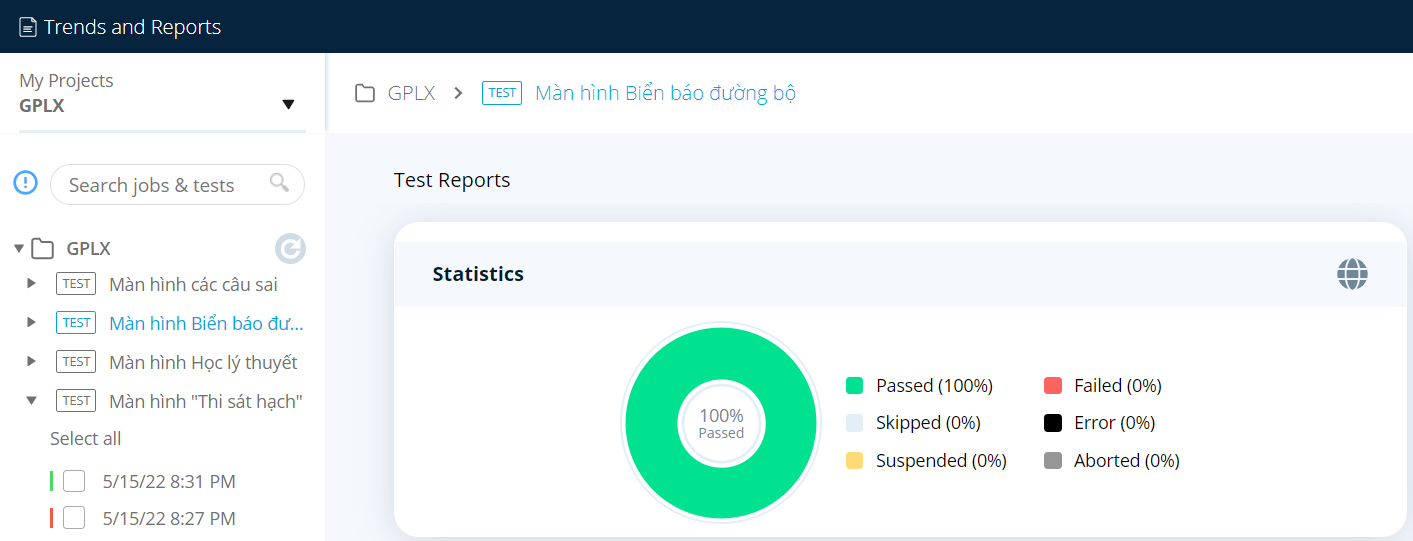 Trends and Reports
My Projects
GPLX
Search jobs & tests
GPLX
TEST Màn hình các câu sai
TEST Màn hình Biển báo đư...
TEST Màn hình Học lý thuyết
TEST Màn hình "Thi sát hạch"
Select all
5/15/22 8:31 PM
5/15/22 8:27 PM
GPLX > TEST Màn hình Biển báo đường bộ
Test Reports
Statistics
100%
Passed
Passed (100%) Failed (0%)
Skipped (0%) Error (0%)
Suspended (0%) Aborted (0%)